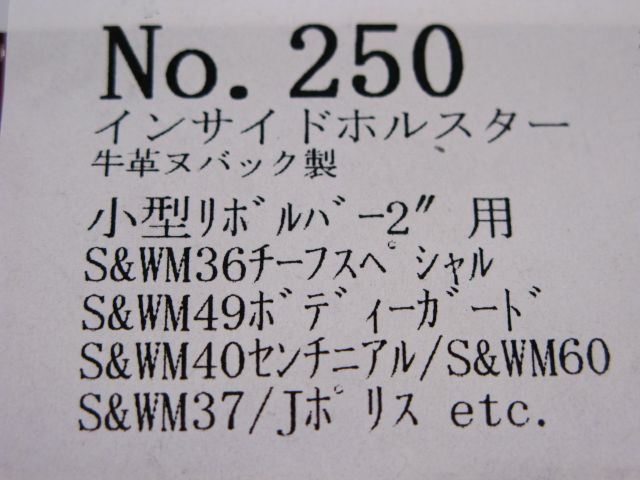 No. 250
インサイドホルスター
牛革ヌバック製
小型ﾘﾎﾞﾙﾊﾞｰ2" 用
S&WM36ﾁｰﾌｽﾍﾟｼｬﾙ
S&WM49ﾎﾞﾃﾞｨｰｶﾞｰﾄﾞ
S&WM40ｾﾝﾁﾆｱﾙ/S&WM60
S&WM37/Jﾎﾟﾘｽ etc.